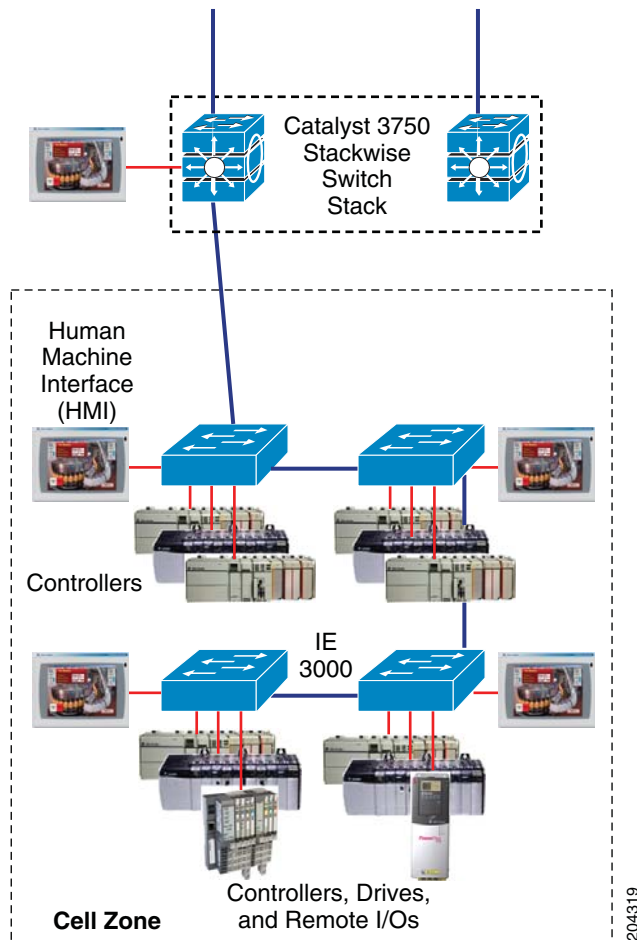 Catalyst 3750
Stackwise
Switch
Stack
Human
Machine
Interface
(HMI)
Controllers
IE
3000
Controllers, Drives,
and Remote I/Os
Cell Zone
204319